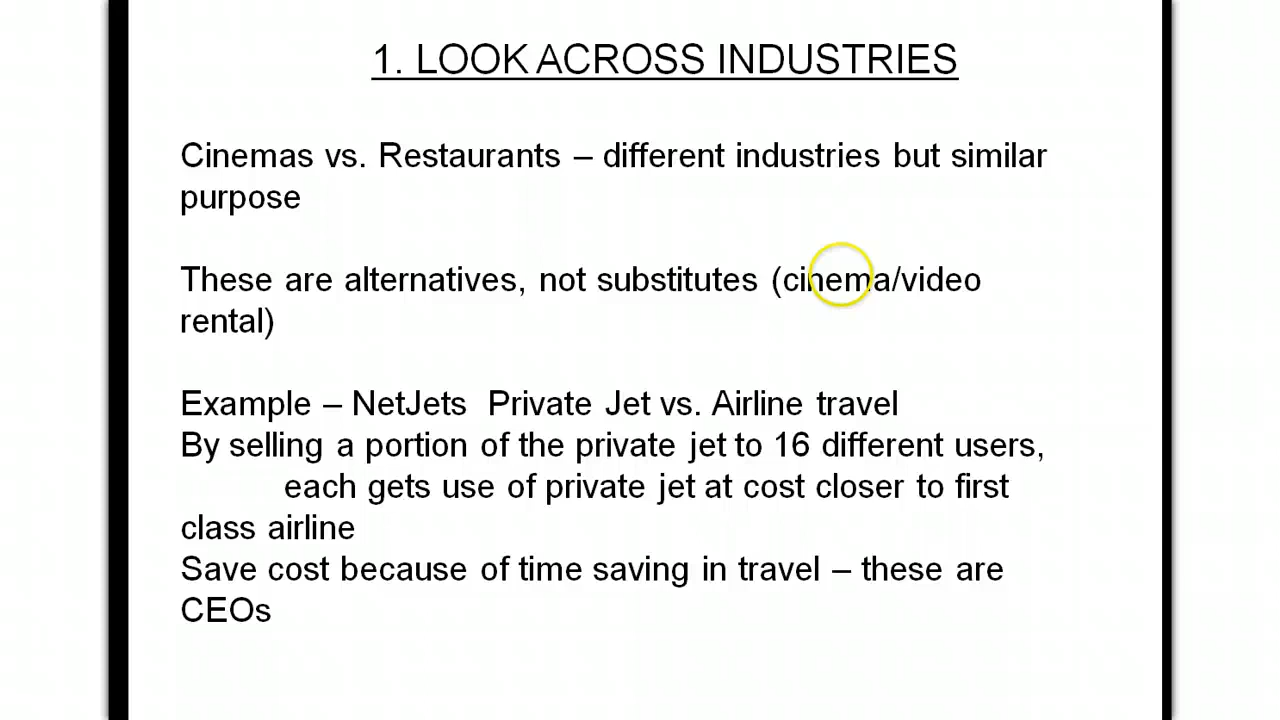 1. LOOK ACROSS INDUSTRIES
Cinemas vs. Restaurants – different industries but similar
purpose
These are alternatives, not substitutes (cinema/video
rental)
Example – NetJets  Private Jet vs. Airline travel
By selling a portion of the private jet to 16 different users,
each gets use of private jet at cost closer to first
class airline
Save cost because of time saving in travel – these are
CEOs